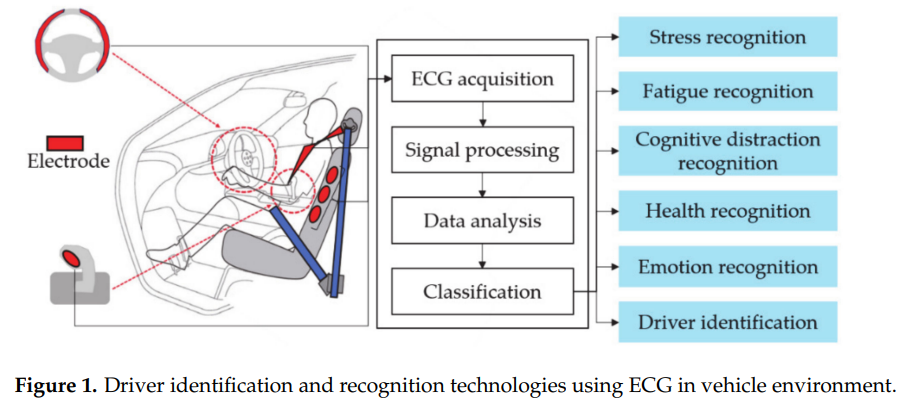 Electrode
ECG acquisition
Signal processing
Data analysis
Classification
Stress recognition
Fatigue recognition
Cognitive distraction
recognition
Health recognition
Emotion recognition
Driver identification
Figure 1. Driver identification and recognition technologies using ECG in vehicle environment.